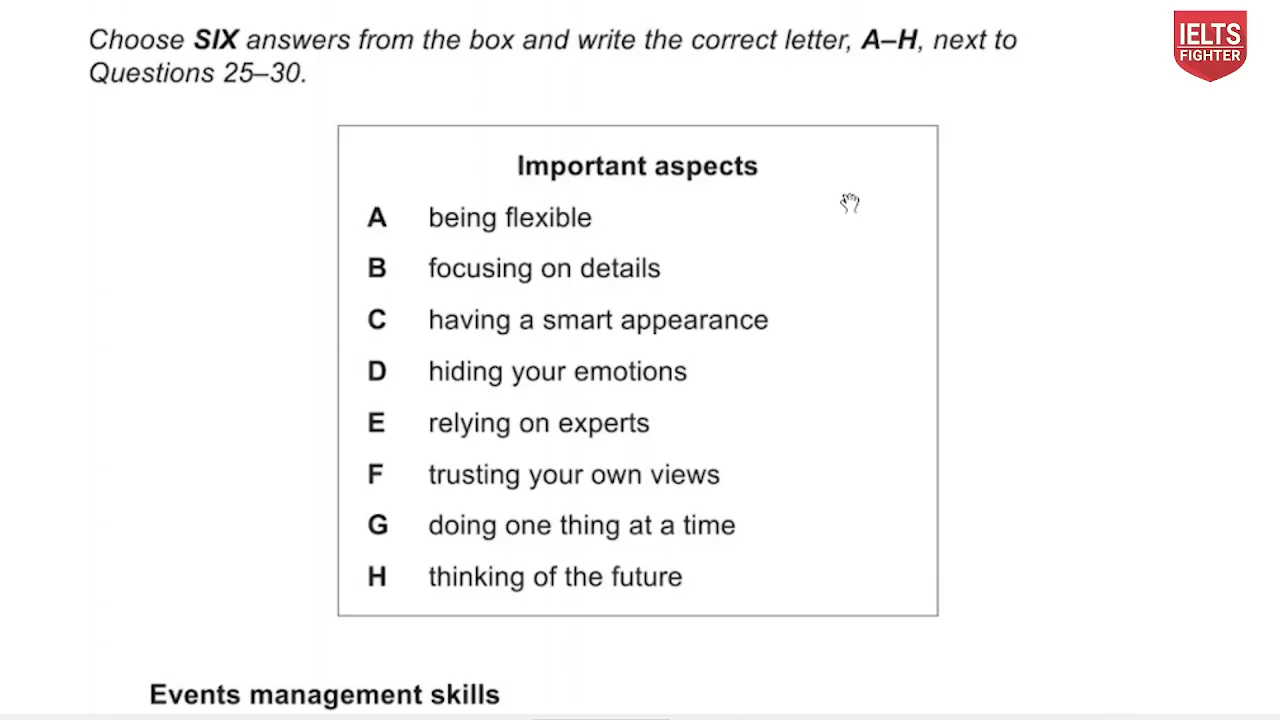 Choose SIX answers from the box and write the correct letter, A–H, next to
Questions 25–30.
IELTS
FIGHTER
Important aspects
A being flexible
B focusing on details
C having a smart appearance
D hiding your emotions
E relying on experts
F trusting your own views
G doing one thing at a time
H thinking of the future
Events management skills